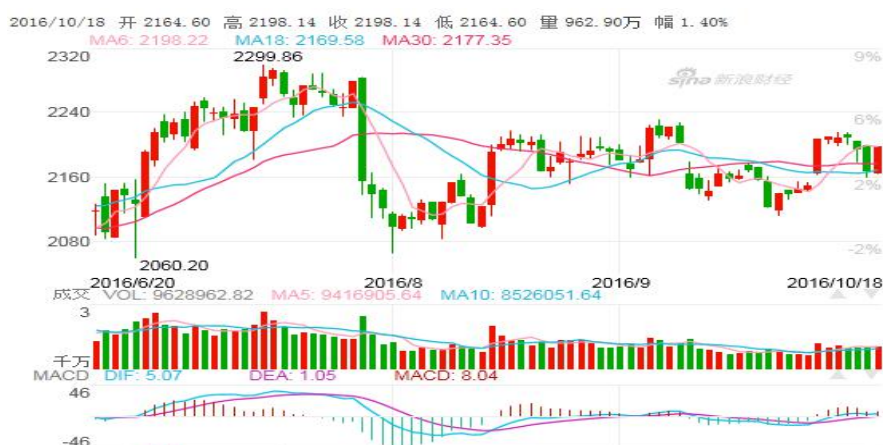 2016/10/18 开 2164.60 高 2198.14 收 2198.14 低 2164.60 量 962.90万 幅 1.40%
MA6: 2198.22 MA18: 2169.58 MA30: 2177.35
2320 2299.86 9%
sina 新浪财经
2240 6%
2160 2%
2080 -2%
2060.20
2016/6/20 2016/8 2016/9 2016/10/18
成交 VOL: 9628962.82 MA5: 9416905.64 MA10: 8526051.64
3
千万
MACD DIF: 5.07 DEA: 1.05 MACD: 8.04
46
-46